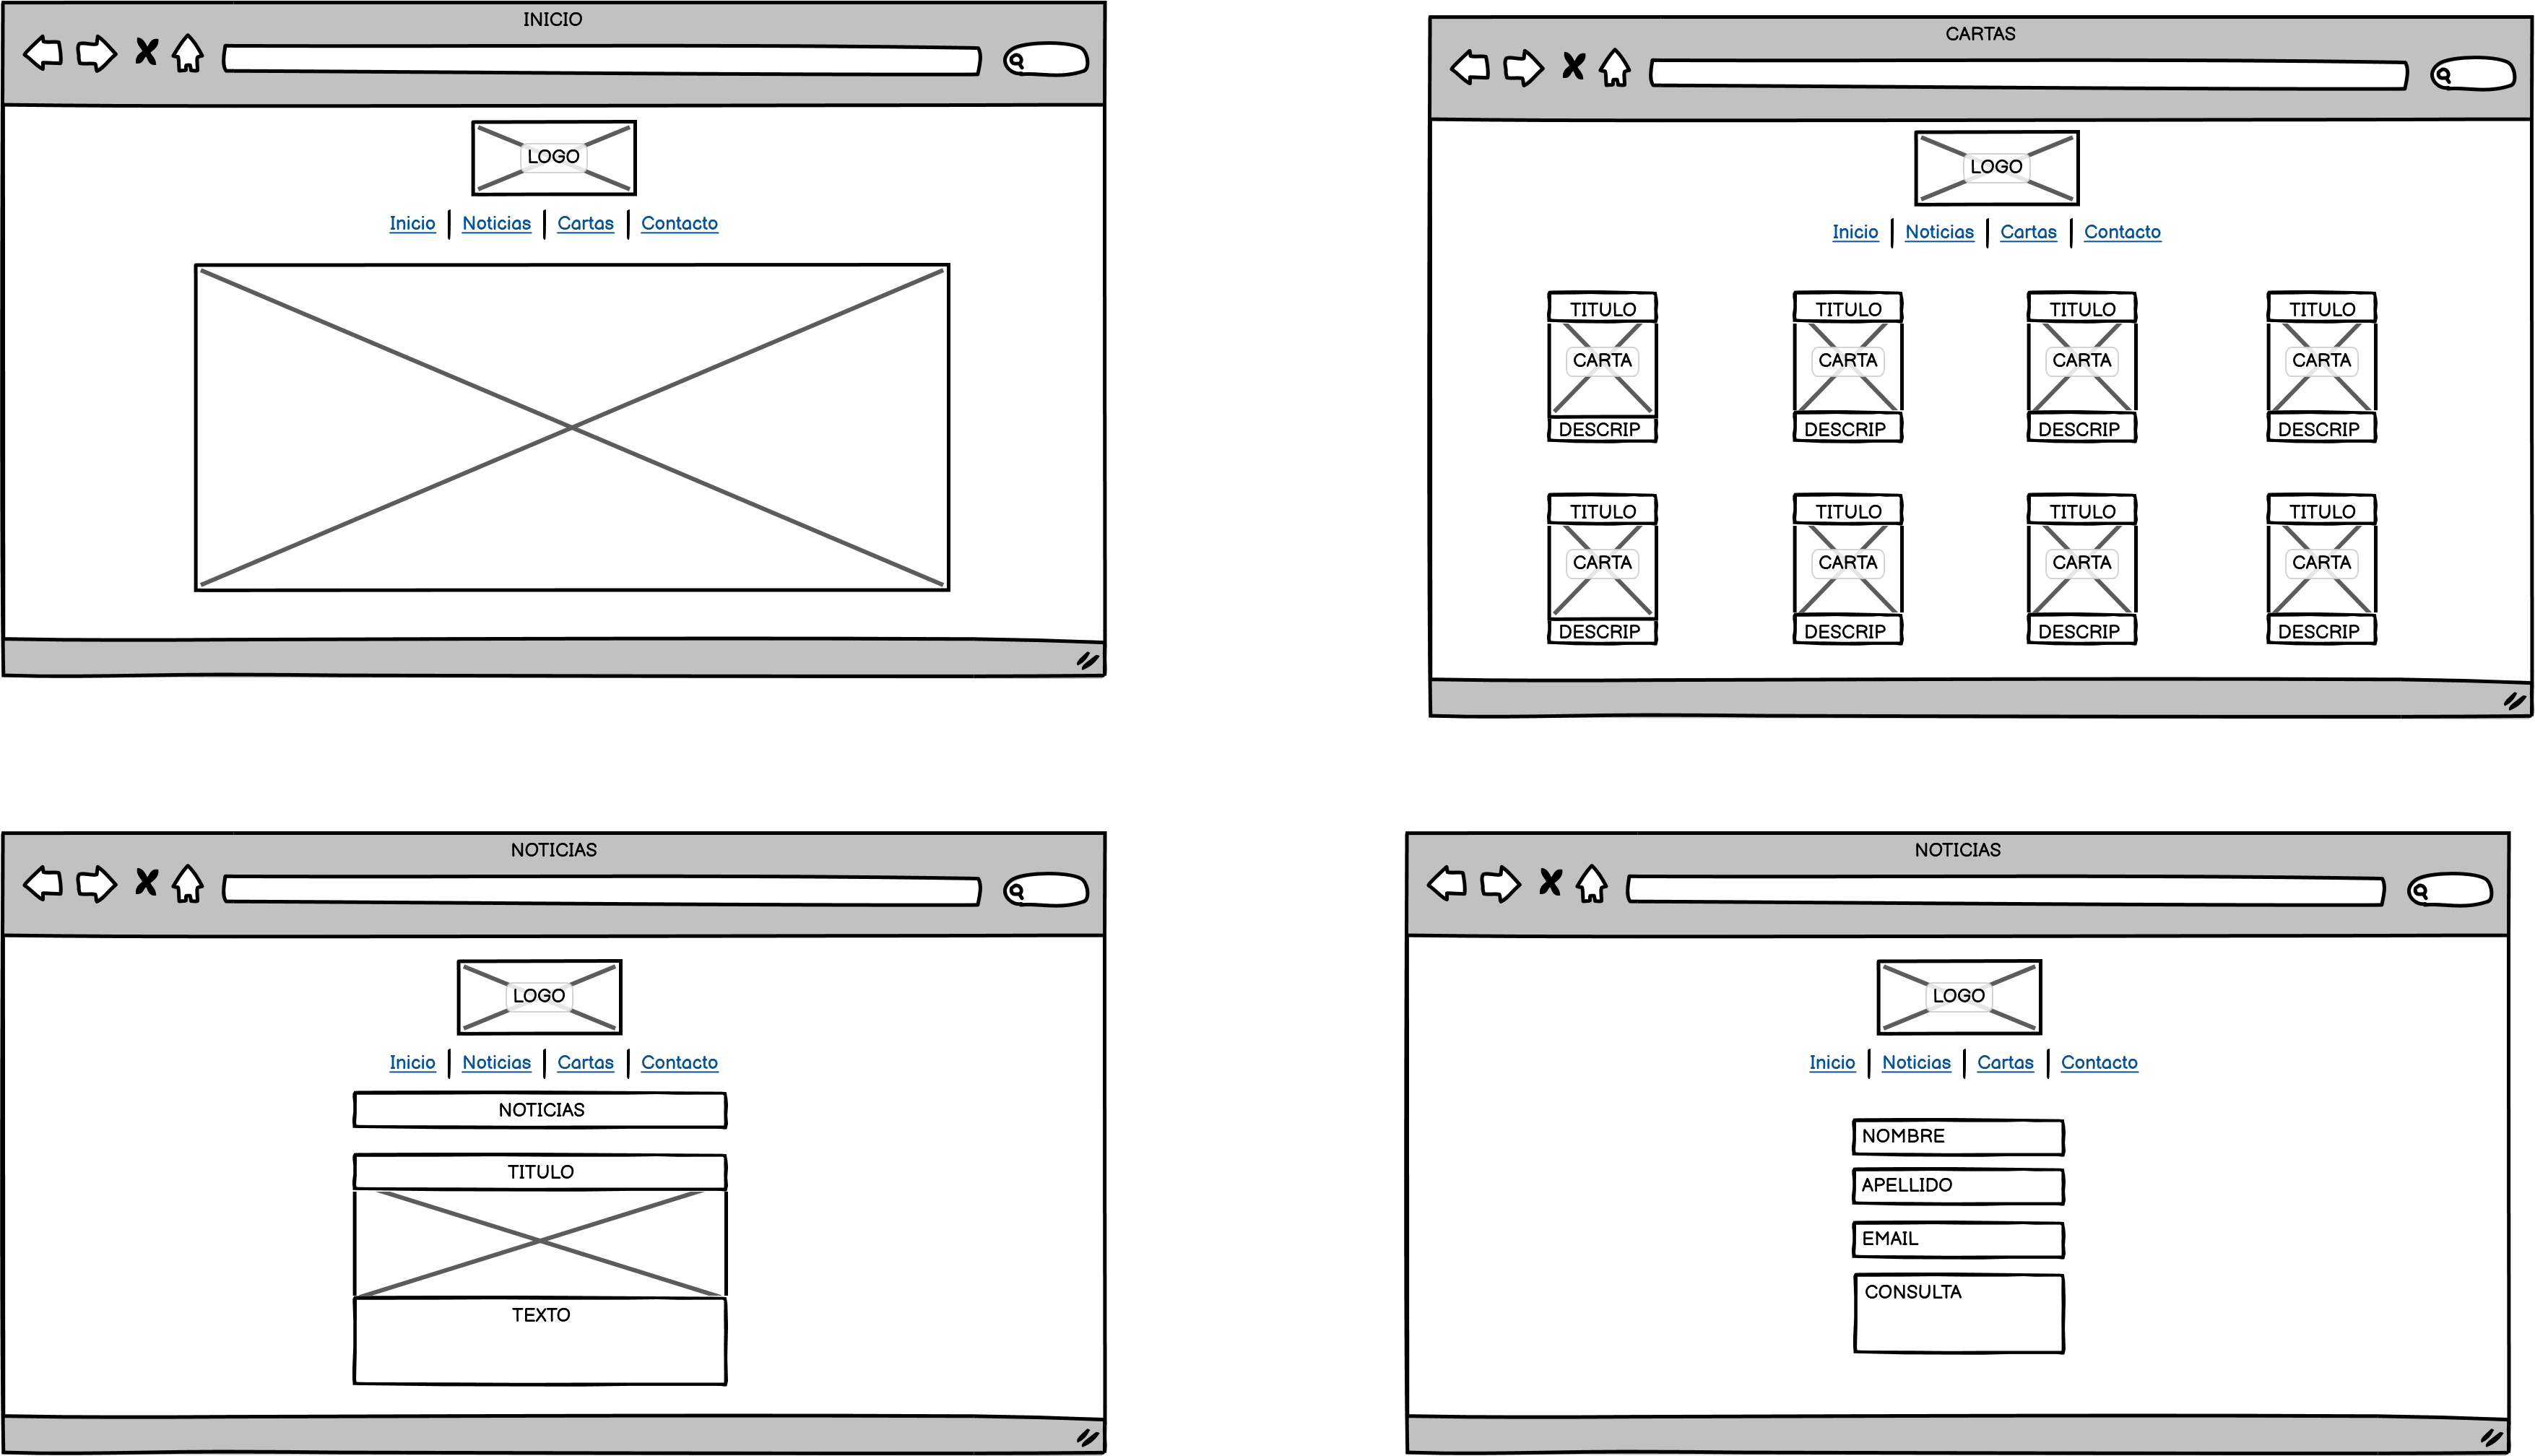 INICIO
LOGO
Inicio Noticias Cartas Contacto
CARTAS
LOGO
Inicio Noticias Cartas Contacto
TITULO TITULO TITULO TITULO
CARTA CARTA CARTA CARTA
DESCRIP DESCRIP DESCRIP DESCRIP
TITULO TITULO TITULO TITULO
CARTA CARTA CARTA CARTA
DESCRIP DESCRIP DESCRIP DESCRIP
NOTICIAS
LOGO
Inicio Noticias Cartas Contacto
NOTICIAS
TITULO
TEXTO
NOTICIAS
LOGO
Inicio Noticias Cartas Contacto
NOMBRE
APELLIDO
EMAIL
CONSULTA